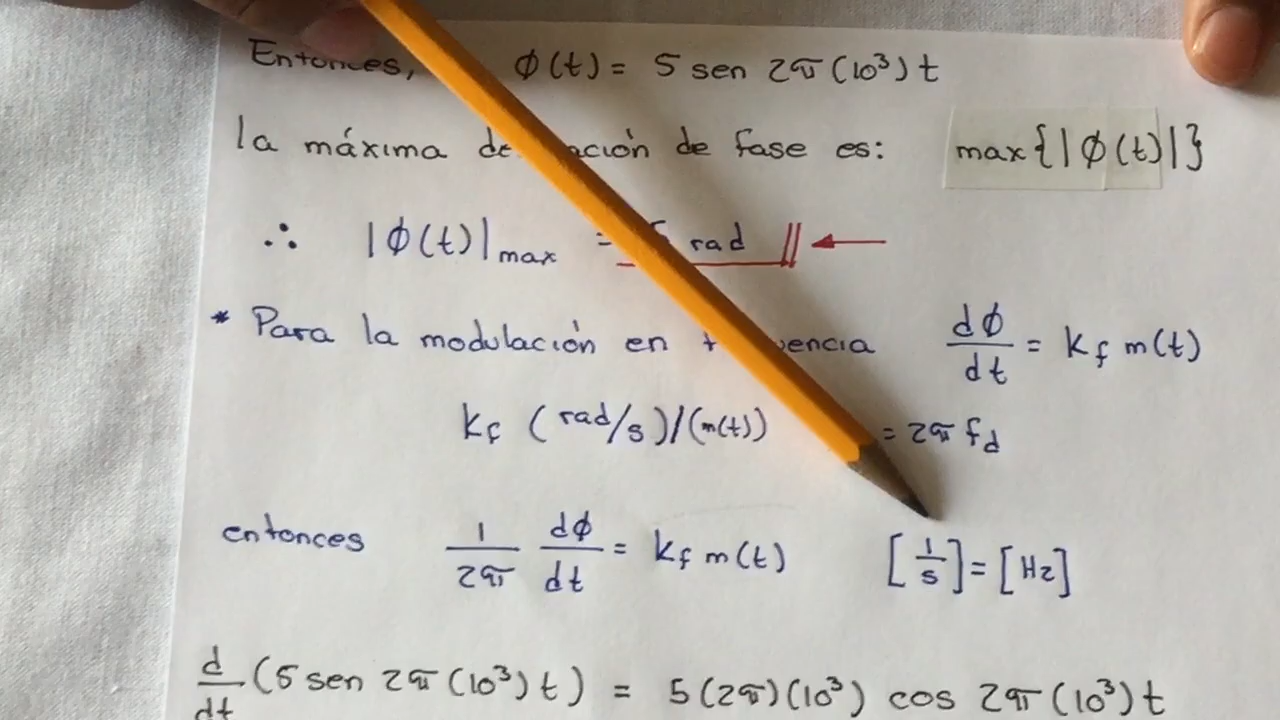 Entonces, ϕ(t) = 5 sen 2π(10³)t
la máxima de ación de fase es: max{|ϕ(t)|}
∴ |ϕ(t)|max = rad
* Para la modulación en uencia dϕ/dt = kf m(t)
kf (rad/s)/(m(t)) = 2π fd
entonces 1/2π dϕ/dt = kf m(t) [1/s] = [Hz]
d/dt (5 sen 2π(10³)t) = 5(2π)(10³) cos 2π(10³)t